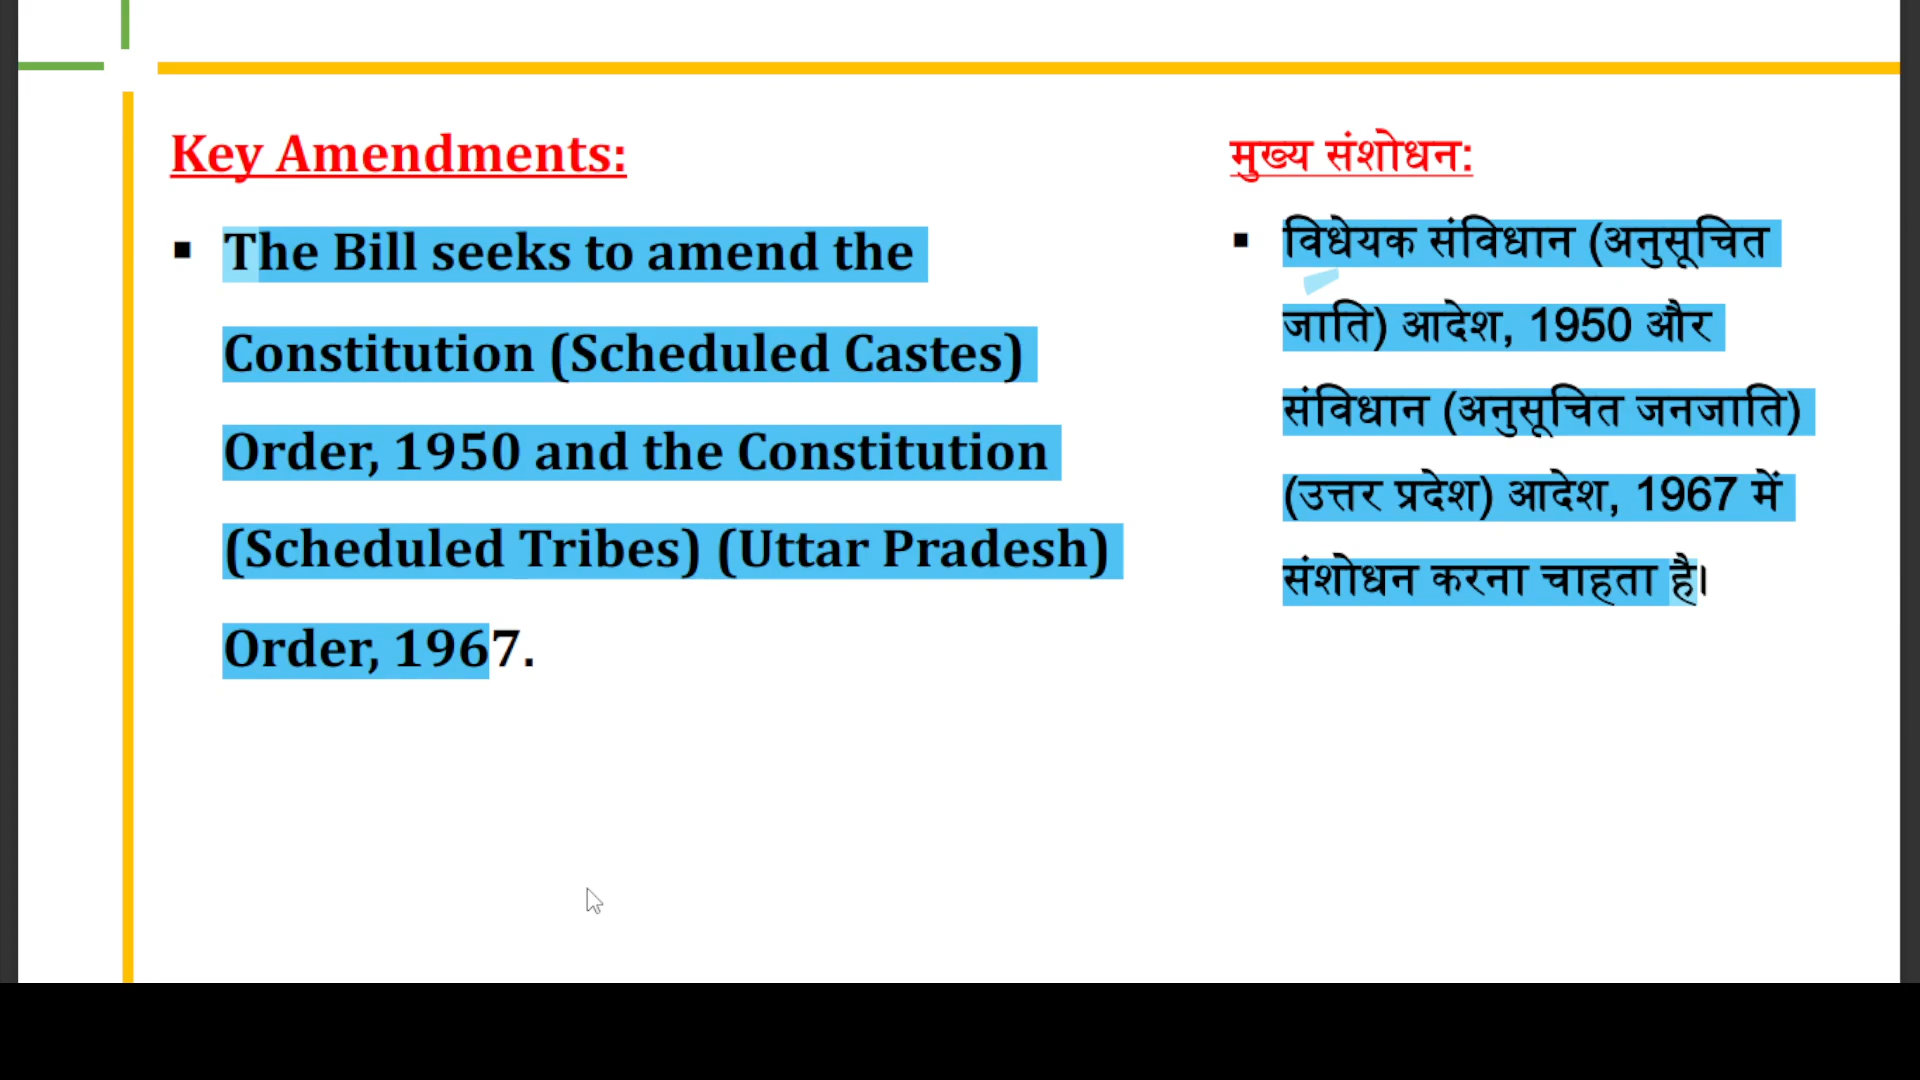 Key Amendments:
▪ The Bill seeks to amend the
Constitution (Scheduled Castes)
Order, 1950 and the Constitution
(Scheduled Tribes) (Uttar Pradesh)
Order, 1967.
मुख्य संशोधन:
▪ विधेयक संविधान (अनुसूचित
जाति) आदेश, 1950 और
संविधान (अनुसूचित जनजाति)
(उत्तर प्रदेश) आदेश, 1967 में
संशोधन करना चाहता है।